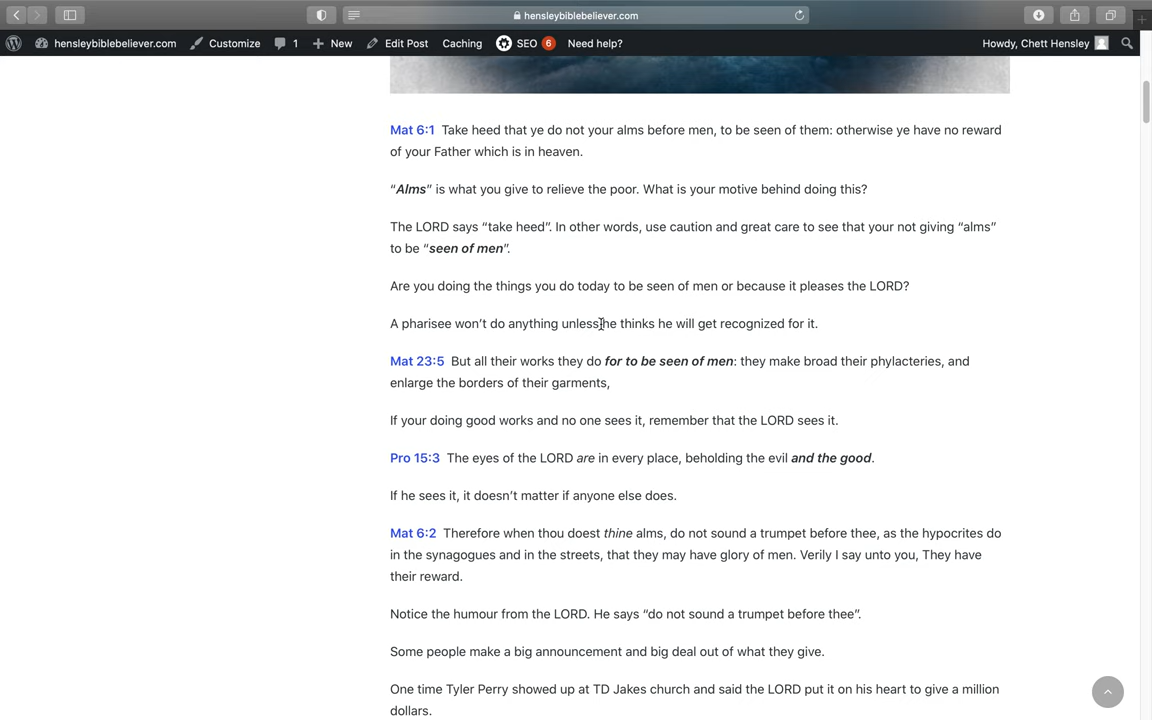 hensleybiblebeliever.com
hensleybiblebeliever.com Customize 1 New Edit Post Caching SEO 6 Need help? Howdy, Chett Hensley
Mat 6:1 Take heed that ye do not your alms before men, to be seen of them: otherwise ye have no reward
of your Father which is in heaven.
“Alms” is what you give to relieve the poor. What is your motive behind doing this?
The LORD says “take heed”. In other words, use caution and great care to see that your not giving “alms”
to be “seen of men”.
Are you doing the things you do today to be seen of men or because it pleases the LORD?
A pharisee won’t do anything unless he thinks he will get recognized for it.
Mat 23:5 But all their works they do for to be seen of men: they make broad their phylacteries, and
enlarge the borders of their garments,
If your doing good works and no one sees it, remember that the LORD sees it.
Pro 15:3 The eyes of the LORD are in every place, beholding the evil and the good.
If he sees it, it doesn’t matter if anyone else does.
Mat 6:2 Therefore when thou doest thine alms, do not sound a trumpet before thee, as the hypocrites do
in the synagogues and in the streets, that they may have glory of men. Verily I say unto you, They have
their reward.
Notice the humour from the LORD. He says “do not sound a trumpet before thee”.
Some people make a big announcement and big deal out of what they give.
One time Tyler Perry showed up at TD Jakes church and said the LORD put it on his heart to give a million
dollars.